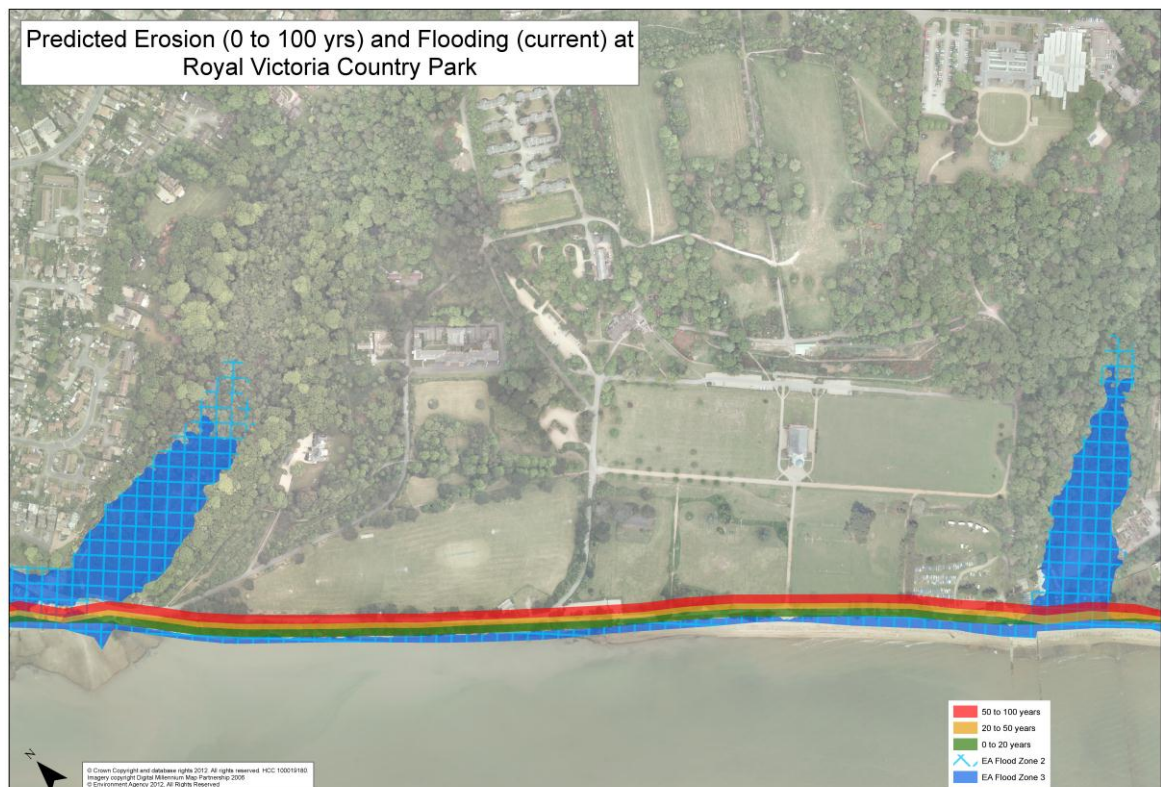 Predicted Erosion (0 to 100 yrs) and Flooding (current) at
Royal Victoria Country Park
50 to 100 years
20 to 50 years
0 to 20 years
EA Flood Zone 2
EA Flood Zone 3
N
© Crown Copyright and database rights 2012. All rights reserved. HCC 100019180.
Imagery copyright Digital Millennium Map Partnership 2005
© Environment Agency 2012. All Rights Reserved